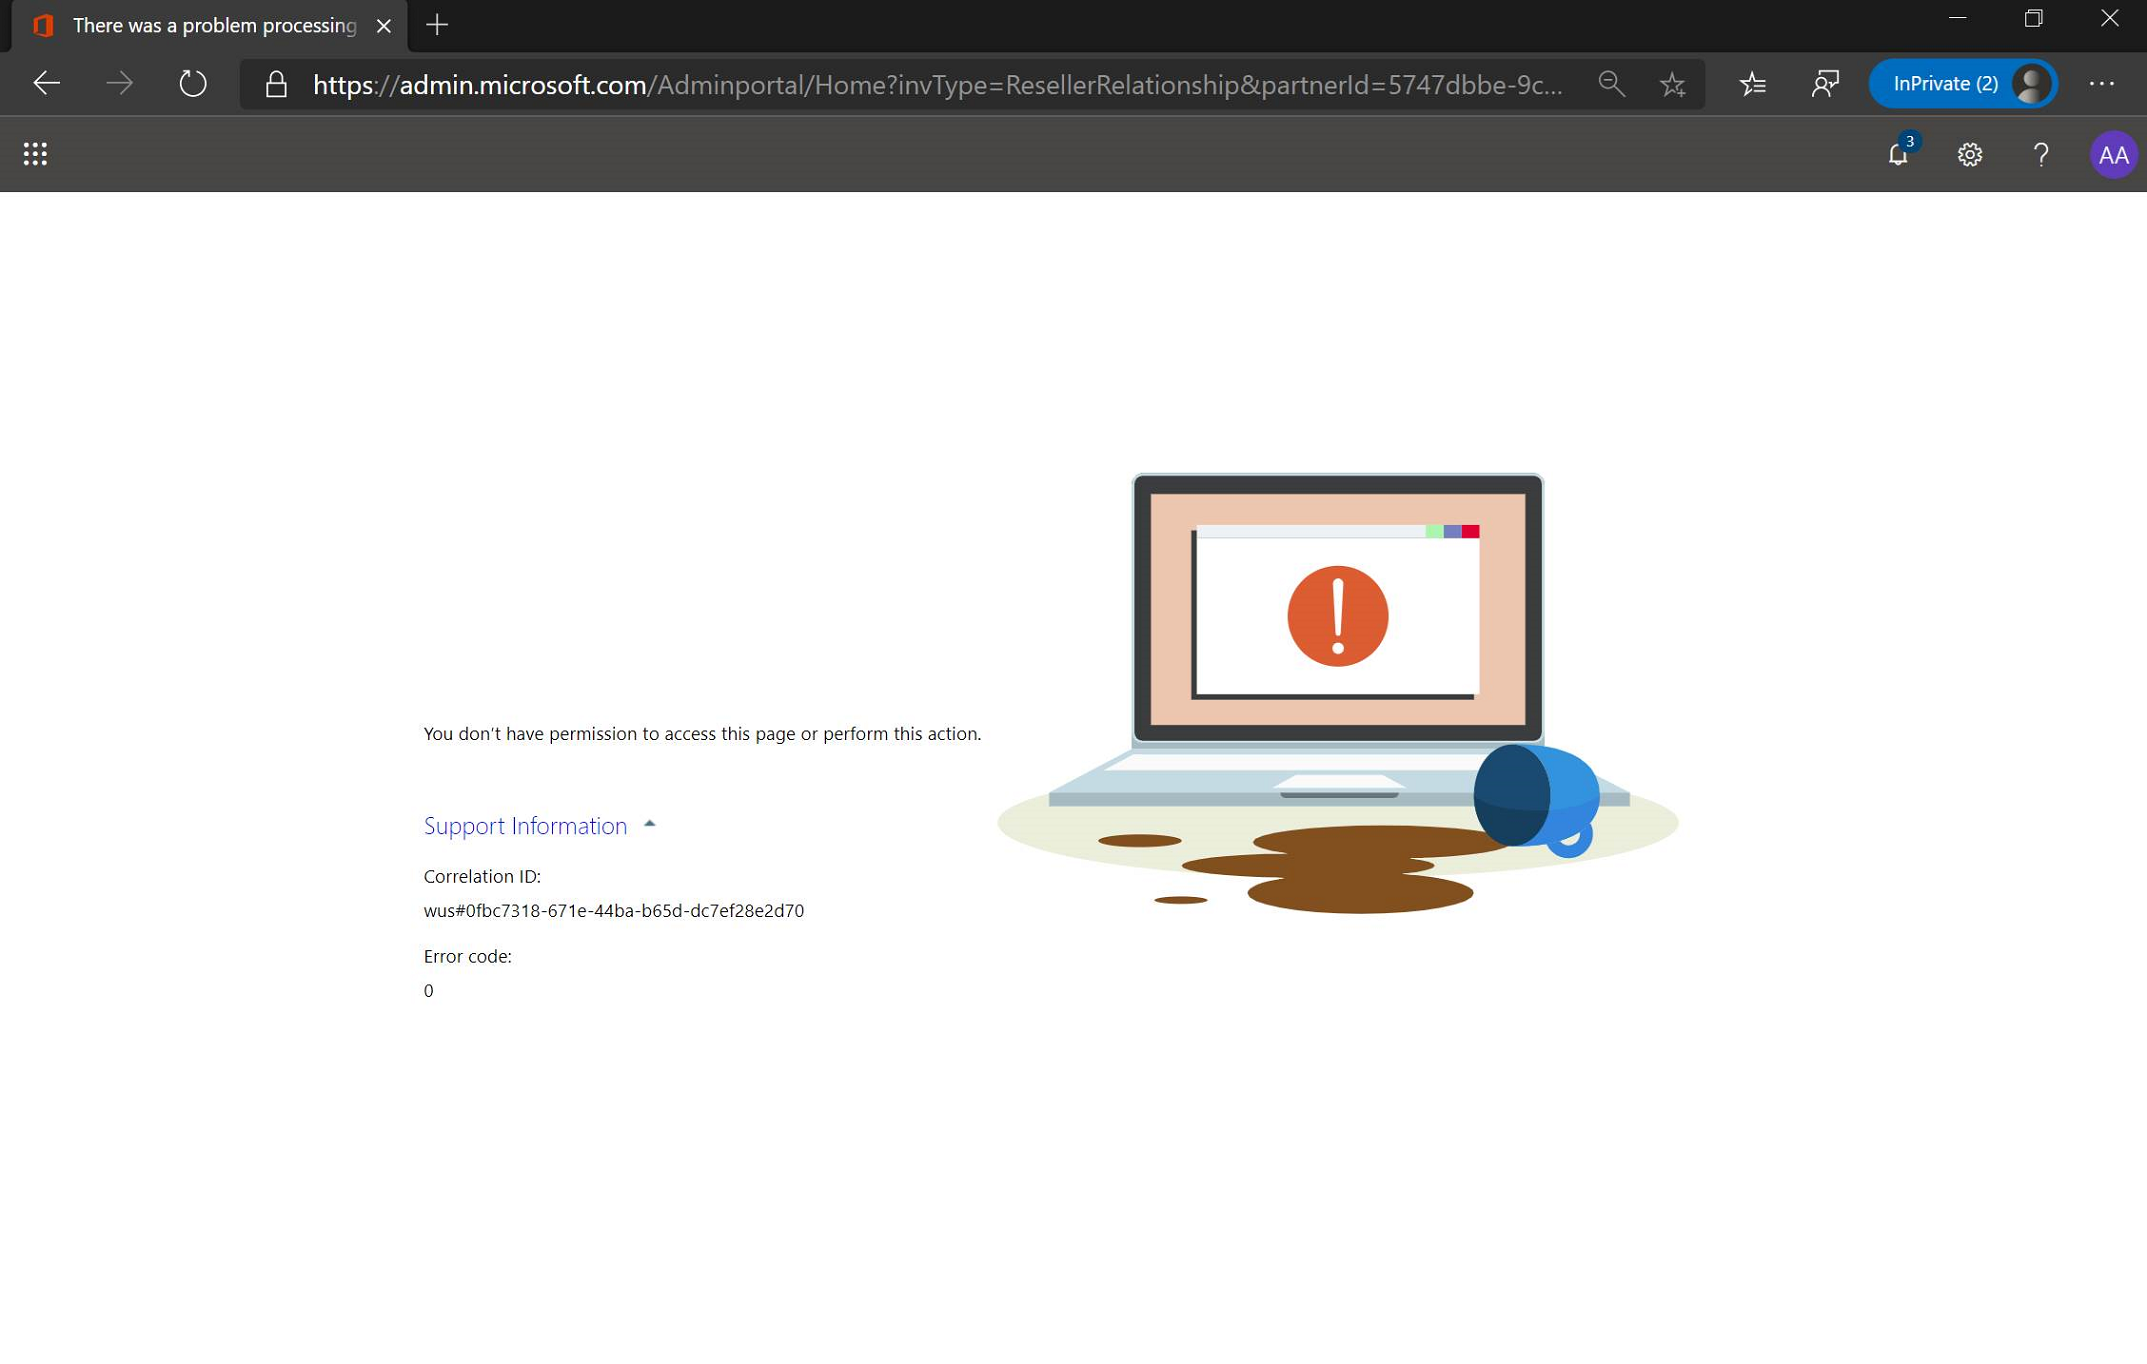 There was a problem processing
https://admin.microsoft.com/Adminportal/Home?invType=ResellerRelationship&partnerId=5747dbbe-9c...
InPrivate (2)
3
?
AA
You don't have permission to access this page or perform this action.
Support Information
Correlation ID:
wus#0fbc7318-671e-44ba-b65d-dc7ef28e2d70
Error code:
0